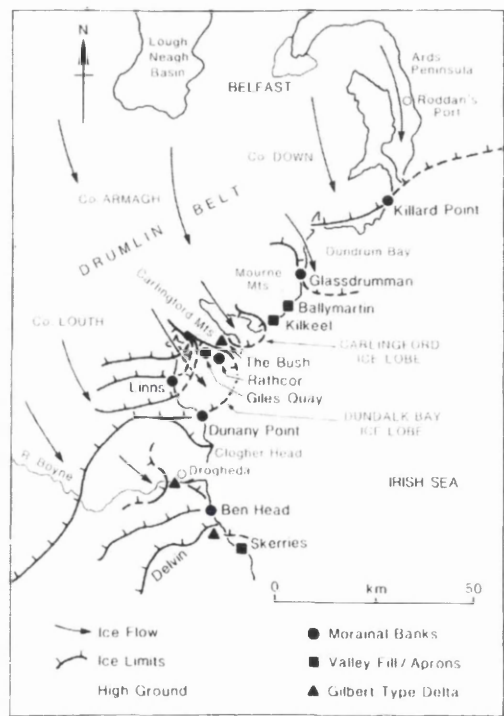 N
Lough
Neagh
Basin
BELFAST
Ards
Peninsula
Roddan's
Port
Co. DOWN
Co. ARMAGH
DRUMLIN BELT
Killard Point
Dundrum Bay
Mourne
Mts.
Glassdrumman
Carlingford Mts.
Ballymartin
Kilkeel
Co. LOUTH
CARLINGFORD
ICE LOBE
The Bush
Rathcor
Giles Quay
Linns
DUNDALK BAY
ICE LOBE
Dunany Point
Clogher Head
R. Boyne
Drogheda
IRISH SEA
Ben Head
Delvin
Skerries
0 km 50
Ice Flow
Ice Limits
High Ground
Morainal Banks
Valley Fill / Aprons
Gilbert Type Delta